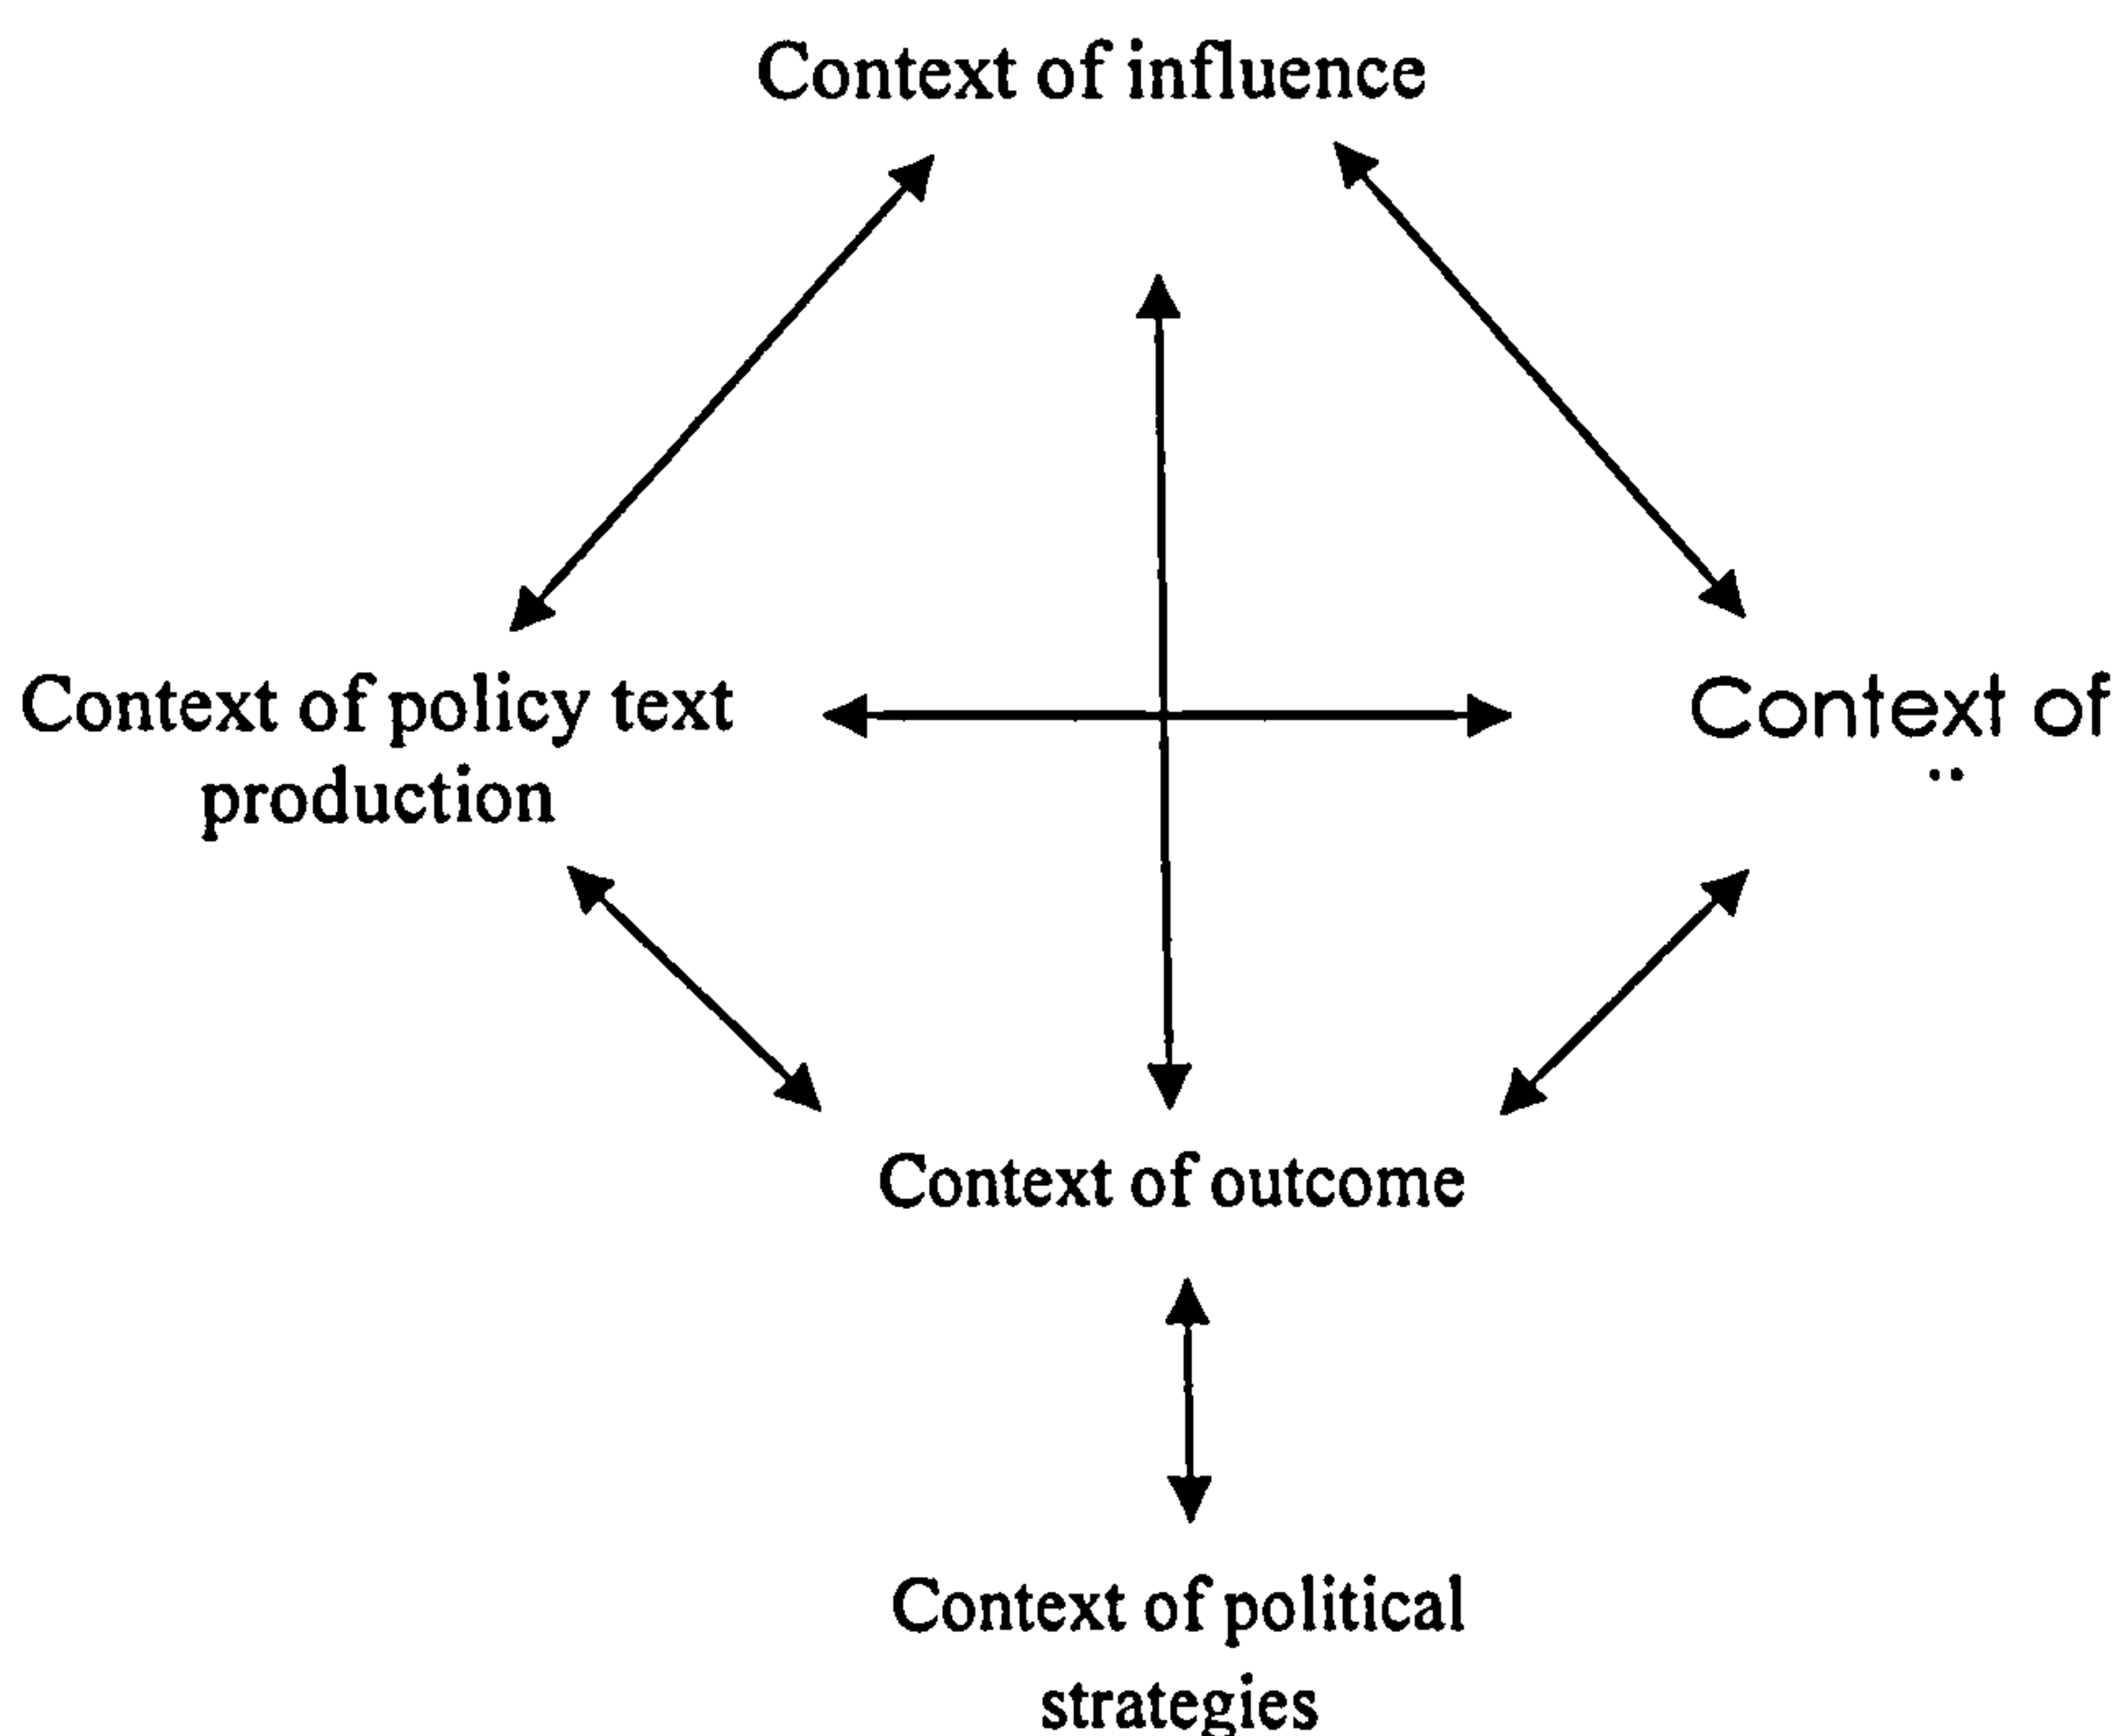 Context of influence
Context of policy text
production
Context of
Context of outcome
Context of political
strategies